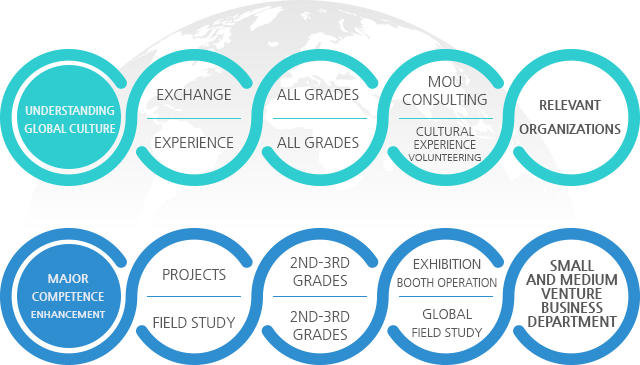 UNDERSTANDING
GLOBAL CULTURE
EXCHANGE
EXPERIENCE
ALL GRADES
ALL GRADES
MOU
CONSULTING
CULTURAL
EXPERIENCE
VOLUNTEERING
RELEVANT
ORGANIZATIONS
MAJOR
COMPETENCE
ENHANCEMENT
PROJECTS
FIELD STUDY
2ND-3RD
GRADES
2ND-3RD
GRADES
EXHIBITION
BOOTH OPERATION
GLOBAL
FIELD STUDY
SMALL
AND MEDIUM
VENTURE
BUSINESS
DEPARTMENT